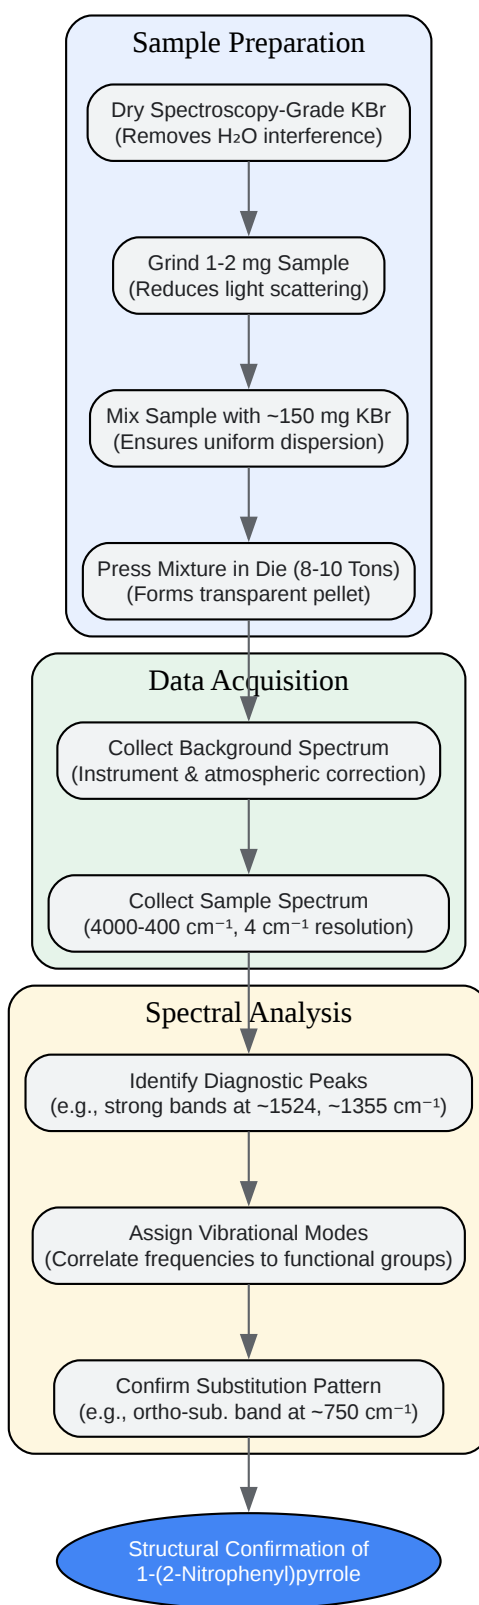 Sample Preparation
Dry Spectroscopy-Grade KBr
(Removes H₂O interference)
Grind 1-2 mg Sample
(Reduces light scattering)
Mix Sample with ~150 mg KBr
(Ensures uniform dispersion)
Press Mixture in Die (8-10 Tons)
(Forms transparent pellet)
Data Acquisition
Collect Background Spectrum
(Instrument & atmospheric correction)
Collect Sample Spectrum
(4000-400 cm⁻¹, 4 cm⁻¹ resolution)
Spectral Analysis
Identify Diagnostic Peaks
(e.g., strong bands at ~1524, ~1355 cm⁻¹)
Assign Vibrational Modes
(Correlate frequencies to functional groups)
Confirm Substitution Pattern
(e.g., ortho-sub. band at ~750 cm⁻¹)
Structural Confirmation of
1-(2-Nitrophenyl)pyrrole